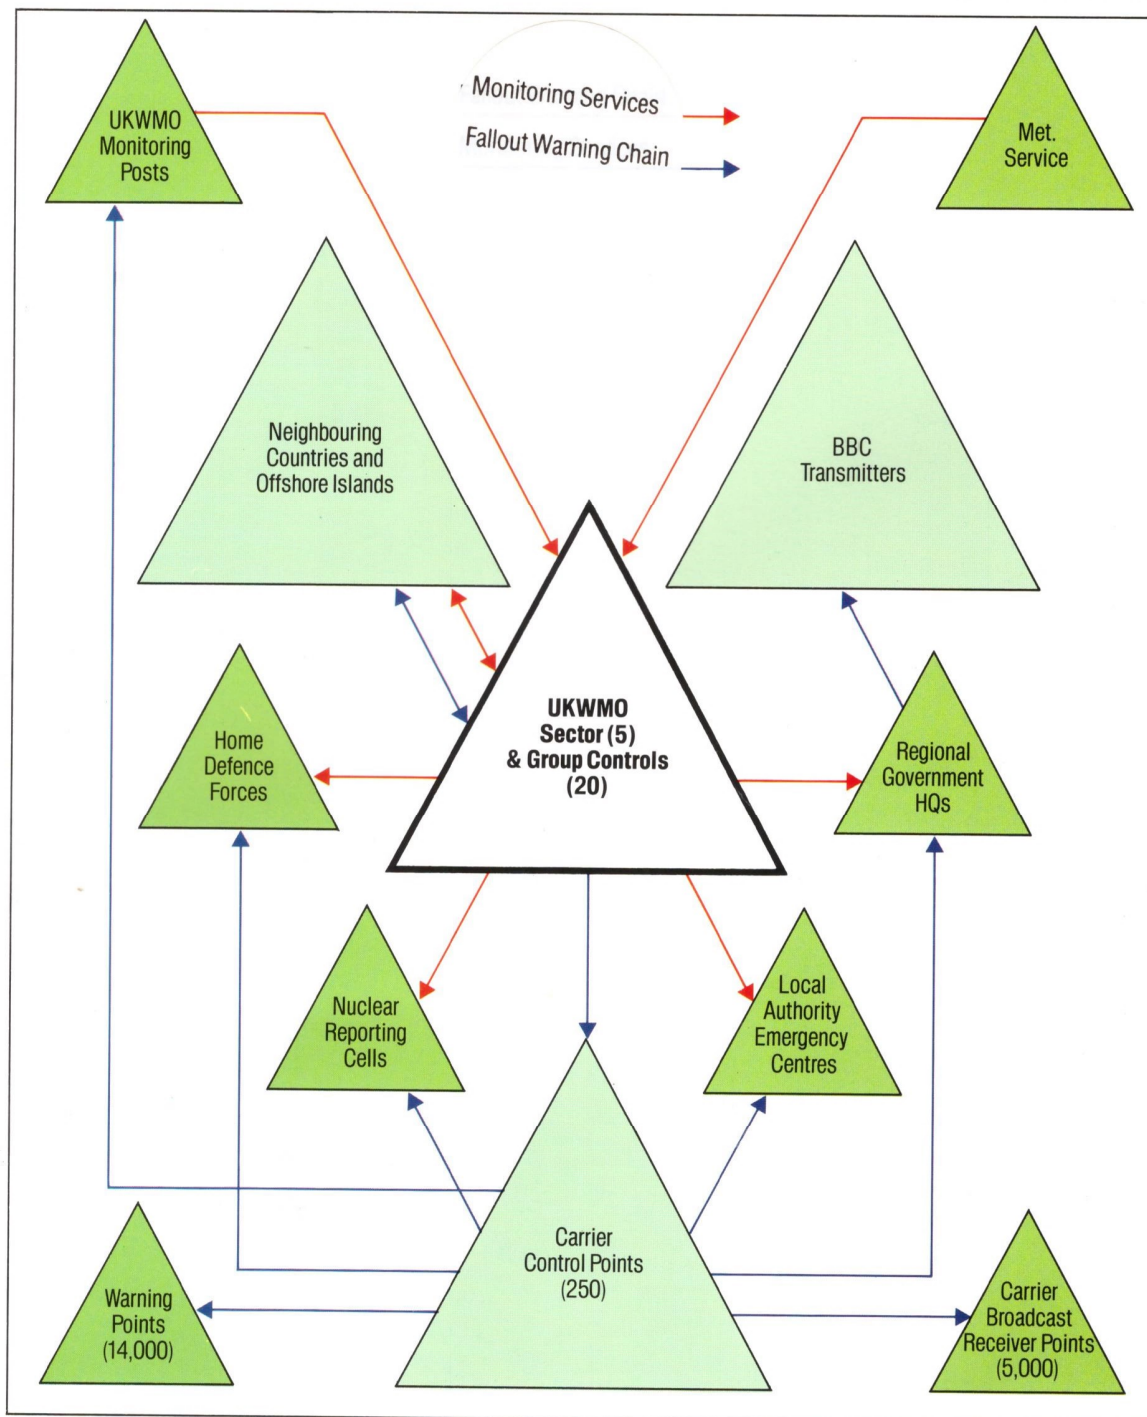 Monitoring Services
Fallout Warning Chain
UKWMO
Monitoring
Posts
Met.
Service
Neighbouring
Countries and
Offshore Islands
BBC
Transmitters
UKWMO
Sector (5)
& Group Controls
(20)
Home
Defence
Forces
Regional
Government
HQs
Nuclear
Reporting
Cells
Local
Authority
Emergency
Centres
Carrier
Control Points
(250)
Warning
Points
(14,000)
Carrier
Broadcast
Receiver Points
(5,000)